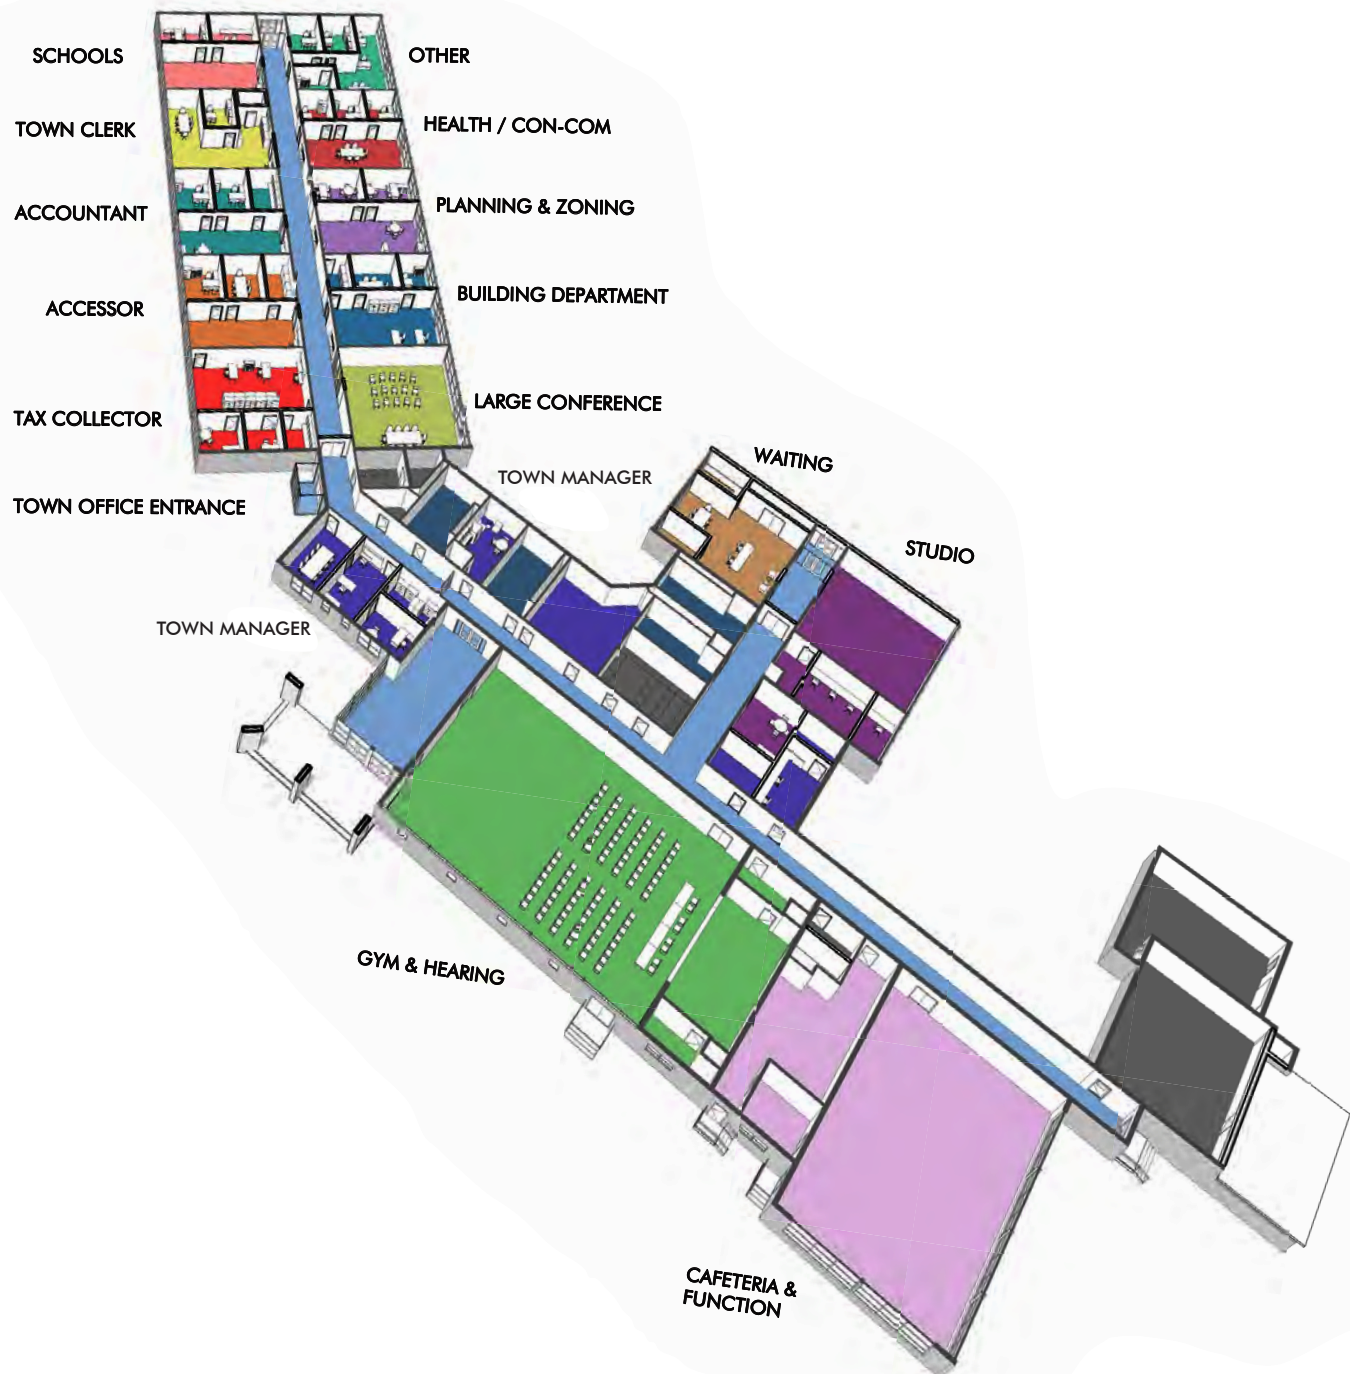 SCHOOLS
OTHER
TOWN CLERK
HEALTH / CON-COM
ACCOUNTANT
PLANNING & ZONING
ACCESSOR
BUILDING DEPARTMENT
TAX COLLECTOR
LARGE CONFERENCE
TOWN MANAGER
WAITING
TOWN OFFICE ENTRANCE
STUDIO
TOWN MANAGER
GYM & HEARING
CAFETERIA &
FUNCTION